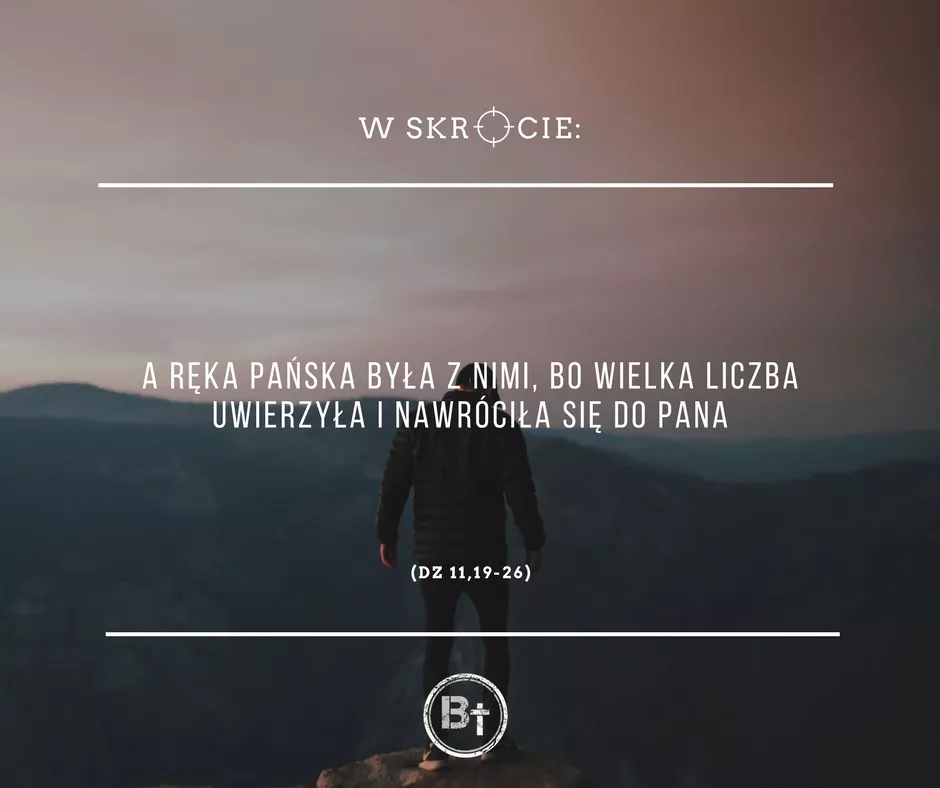 W SKRÓCIE:
A RĘKA PAŃSKA BYŁA Z NIMI, BO WIELKA LICZBA
UWIERZYŁA I NAWRÓCIŁA SIĘ DO PANA
(DZ 11,19-26)
B†